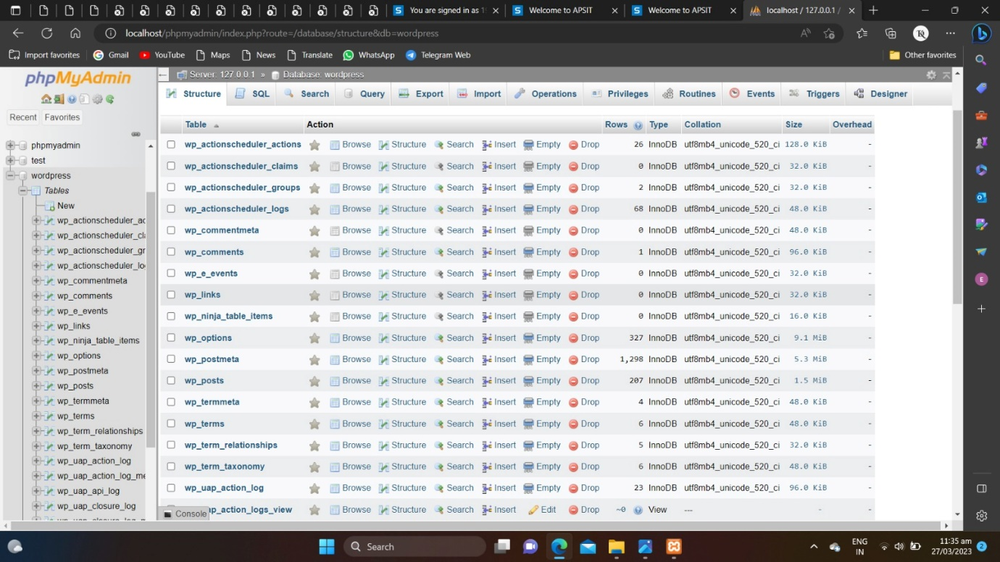 You are signed in as 1
Welcome to APSIT
Welcome to APSIT
localhost / 127.0.0.1 /
localhost/phpmyadmin/index.php?route=/database/structure&db=wordpress
Import favorites Gmail YouTube Maps News Translate WhatsApp Telegram Web Other favorites
phpMyAdmin
Recent Favorites
phpmyadmin
test
wordpress
Tables
New
wp_actionscheduler_ac
wp_actionscheduler_cl
wp_actionscheduler_gr
wp_actionscheduler_lo
wp_commentmeta
wp_comments
wp_e_events
wp_links
wp_ninja_table_items
wp_options
wp_postmeta
wp_posts
wp_termmeta
wp_terms
wp_term_relationships
wp_term_taxonomy
wp_uap_action_log
wp_uap_action_log_me
wp_uap_api_log
wp_uap_closure_log
Server: 127.0.0.1 » Database: wordpress
Structure SQL Search Query Export Import Operations Privileges Routines Events Triggers Designer
Table Action Rows Type Collation Size Overhead
wp_actionscheduler_actions Browse Structure Search Insert Empty Drop 26 InnoDB utf8mb4_unicode_520_ci 128.0 KiB -
wp_actionscheduler_claims Browse Structure Search Insert Empty Drop 0 InnoDB utf8mb4_unicode_520_ci 32.0 KiB -
wp_actionscheduler_groups Browse Structure Search Insert Empty Drop 2 InnoDB utf8mb4_unicode_520_ci 32.0 KiB -
wp_actionscheduler_logs Browse Structure Search Insert Empty Drop 68 InnoDB utf8mb4_unicode_520_ci 48.0 KiB -
wp_commentmeta Browse Structure Search Insert Empty Drop 0 InnoDB utf8mb4_unicode_520_ci 48.0 KiB -
wp_comments Browse Structure Search Insert Empty Drop 1 InnoDB utf8mb4_unicode_520_ci 96.0 KiB -
wp_e_events Browse Structure Search Insert Empty Drop 0 InnoDB utf8mb4_unicode_520_ci 32.0 KiB -
wp_links Browse Structure Search Insert Empty Drop 0 InnoDB utf8mb4_unicode_520_ci 32.0 KiB -
wp_ninja_table_items Browse Structure Search Insert Empty Drop 0 InnoDB utf8mb4_unicode_520_ci 16.0 KiB -
wp_options Browse Structure Search Insert Empty Drop 327 InnoDB utf8mb4_unicode_520_ci 9.1 MiB -
wp_postmeta Browse Structure Search Insert Empty Drop 1,298 InnoDB utf8mb4_unicode_520_ci 5.3 MiB -
wp_posts Browse Structure Search Insert Empty Drop 207 InnoDB utf8mb4_unicode_520_ci 1.5 MiB -
wp_termmeta Browse Structure Search Insert Empty Drop 4 InnoDB utf8mb4_unicode_520_ci 48.0 KiB -
wp_terms Browse Structure Search Insert Empty Drop 6 InnoDB utf8mb4_unicode_520_ci 48.0 KiB -
wp_term_relationships Browse Structure Search Insert Empty Drop 5 InnoDB utf8mb4_unicode_520_ci 32.0 KiB -
wp_term_taxonomy Browse Structure Search Insert Empty Drop 6 InnoDB utf8mb4_unicode_520_ci 48.0 KiB -
wp_uap_action_log Browse Structure Search Insert Empty Drop 23 InnoDB utf8mb4_unicode_520_ci 96.0 KiB -
ap_action_logs_view Browse Structure Search Insert Edit Drop ~0 View --- - -
Console
E
Search
ENG
IN
11:35 am
27/03/2023
2